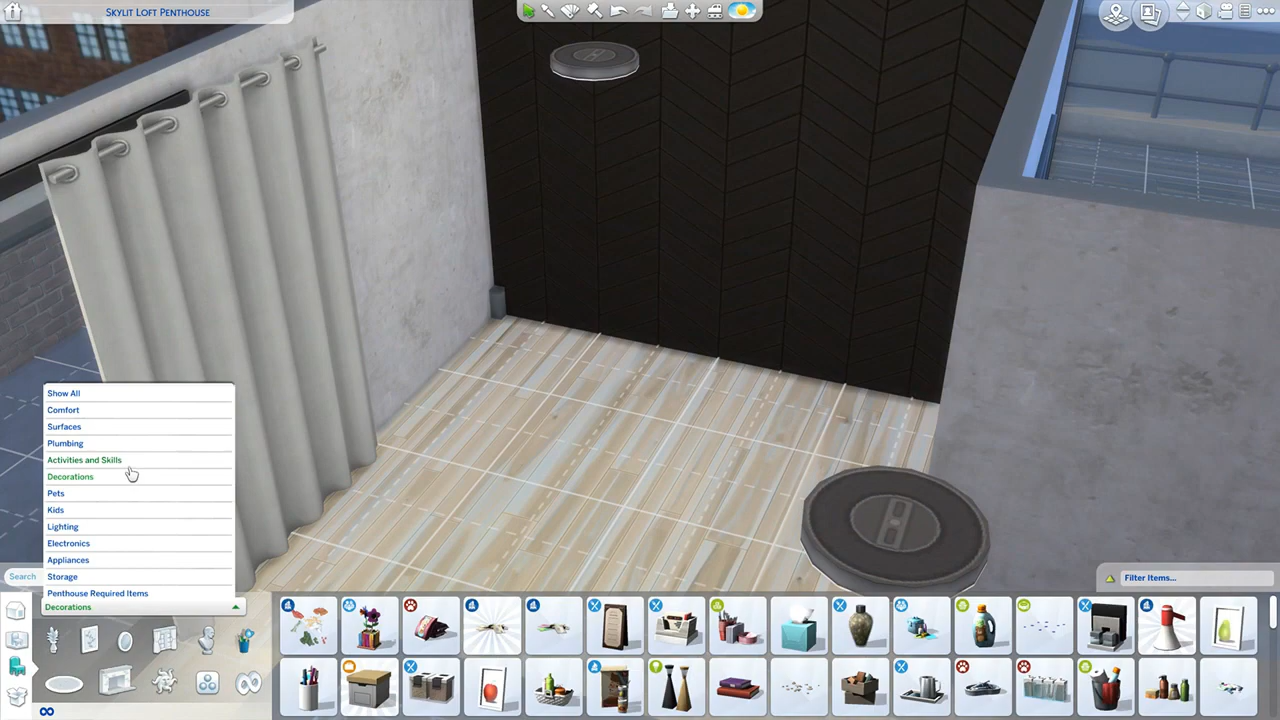 Skylit Loft Penthouse
Show All
Comfort
Surfaces
Plumbing
Activities and Skills
Decorations
Pets
Kids
Lighting
Electronics
Appliances
Storage
Penthouse Required Items
Search
Decorations
Filter Items...